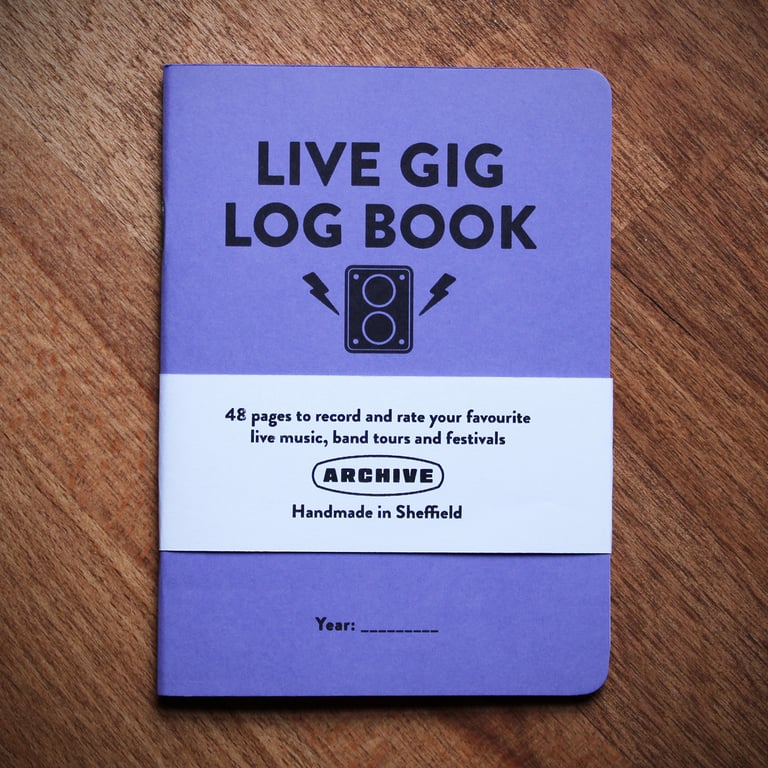 LIVE GIG
LOG BOOK
48 pages to record and rate your favourite
live music, band tours and festivals
ARCHIVE
Handmade in Sheffield
Year: _________